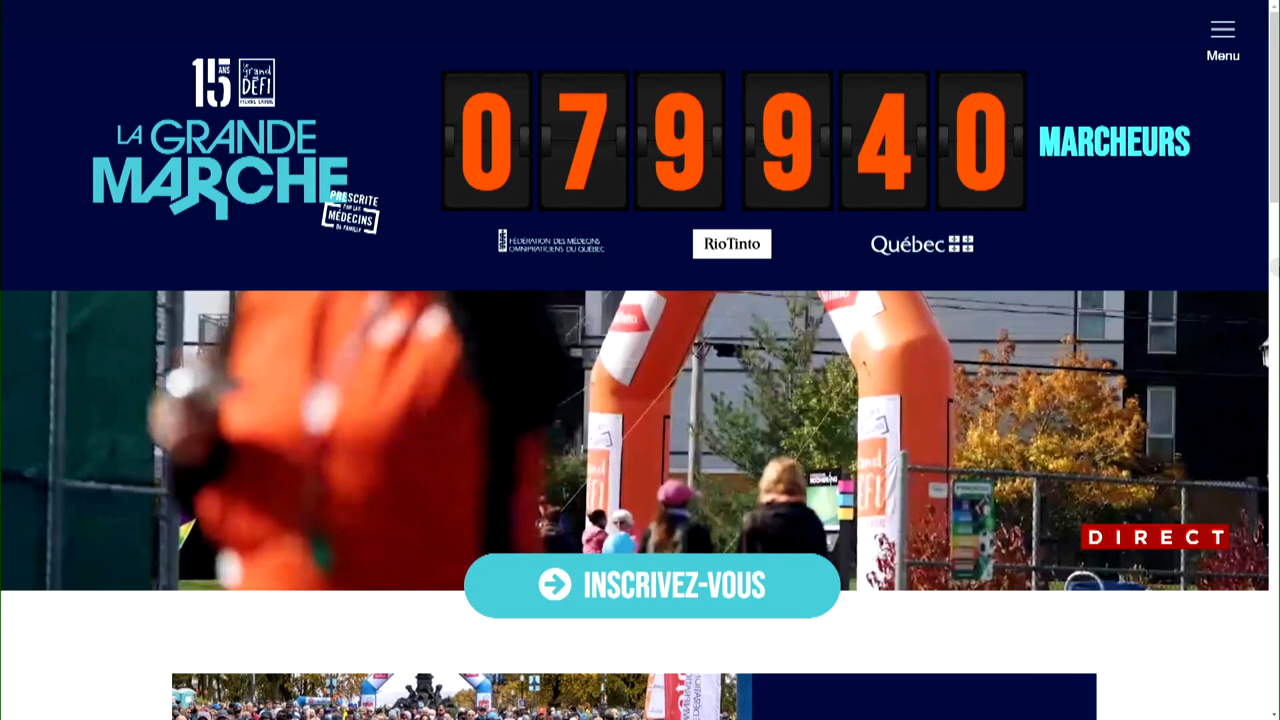 Menu
15 ANS
grand DÉFI
PIERRE LAVOIE
LA GRANDE
MARCHE
PRESCRITE
PAR LES
MÉDECINS
DE FAMILLE
079940 MARCHEURS
FÉDÉRATION DES MÉDECINS
OMNIPRATICIENS DU QUÉBEC
RioTinto
Québec
DÉFI
DIRECT
INSCRIVEZ-VOUS